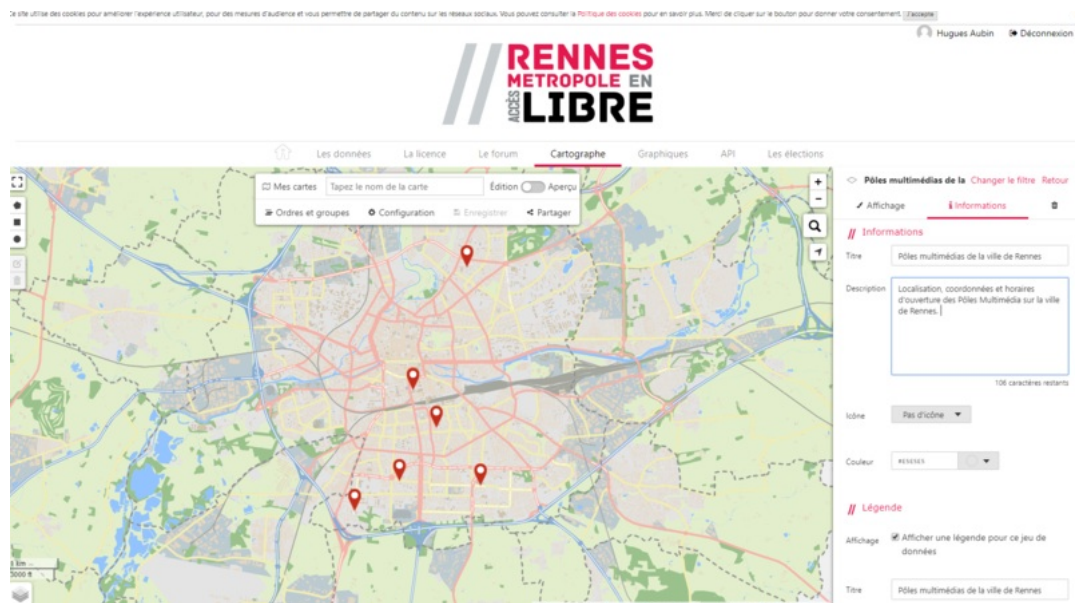 ce site utilise des cookies pour améliorer l'expérience utilisateur, pour des mesures d'audience et vous permettre de partager du contenu sur les réseaux sociaux. Vous pouvez consulter la Politique des cookies pour en savoir plus. Merci de cliquer sur le bouton pour donner votre consentement. J'accepte
Hugues Aubin Déconnexion
RENNES
METROPOLE EN
ACCÈS
LIBRE
Les données La licence Le forum Cartographe Graphiques API Les élections
Mes cartes Tapez le nom de la carte Édition Aperçu
Ordres et groupes Configuration Enregistrer Partager
+
−
Pôles multimédias de la Changer le filtre Retour
Affichage Informations
// Informations
Titre Pôles multimédias de la ville de Rennes
Description Localisation, coordonnées et horaires
d'ouverture des Pôles Multimédia sur la ville
de Rennes.
106 caractères restants
Icône Pas d'icône
Couleur #E5E5E5
// Légende
Affichage Afficher une légende pour ce jeu de
données
Titre Pôles multimédias de la ville de Rennes
km
3000 ft